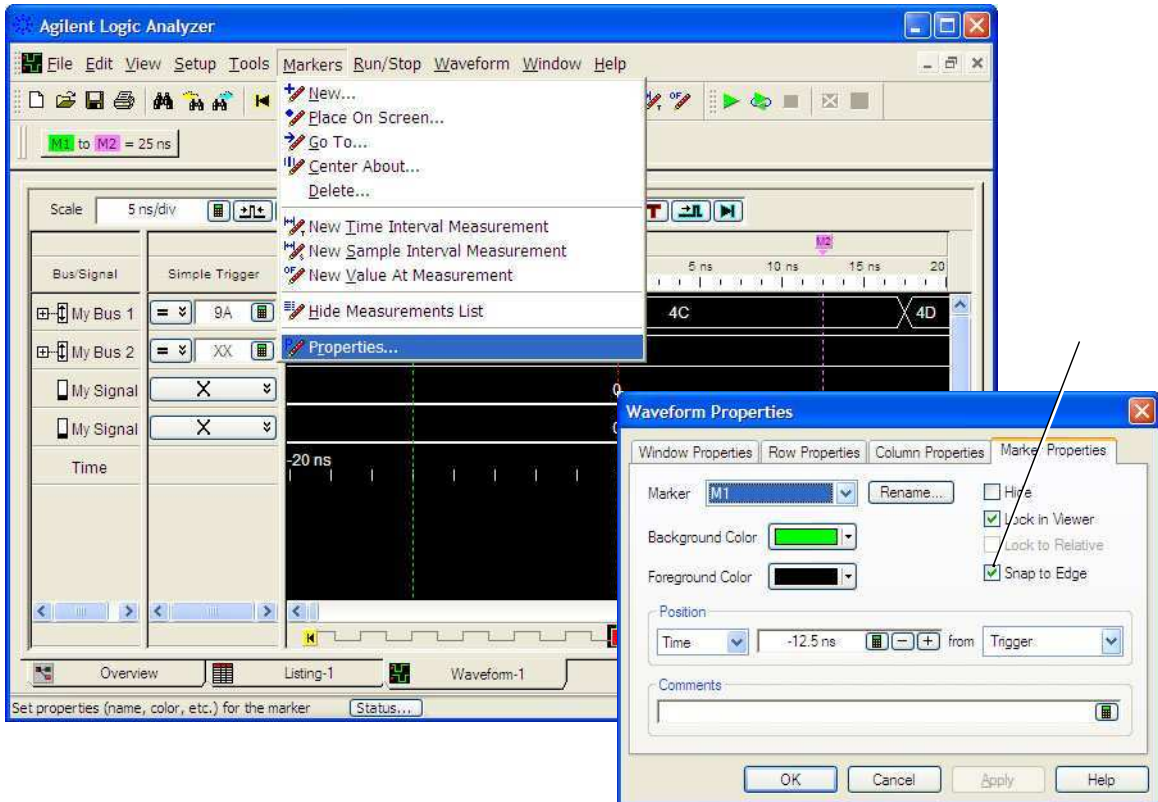 Agilent Logic Analyzer
File Edit View Setup Tools Markers Run/Stop Waveform Window Help
New...
Place On Screen...
Go To...
Center About...
Delete...
New Time Interval Measurement
New Sample Interval Measurement
New Value At Measurement
Hide Measurements List
Properties...
M1 to M2 = 25 ns
Scale 5 ns/div
T
M2
Bus/Signal Simple Trigger 5 ns 10 ns 15 ns 20
My Bus 1 = 9A 4C 4D
My Bus 2 = XX
My Signal X 0
My Signal X
Time -20 ns
Overview Listing-1 Waveform-1
Set properties (name, color, etc.) for the marker Status...
Waveform Properties
Window Properties Row Properties Column Properties Marker Properties
Marker M1 Rename... Hide
Lock in Viewer
Background Color Lock to Relative
Foreground Color Snap to Edge
Position
Time -12.5 ns from Trigger
Comments
OK Cancel Apply Help